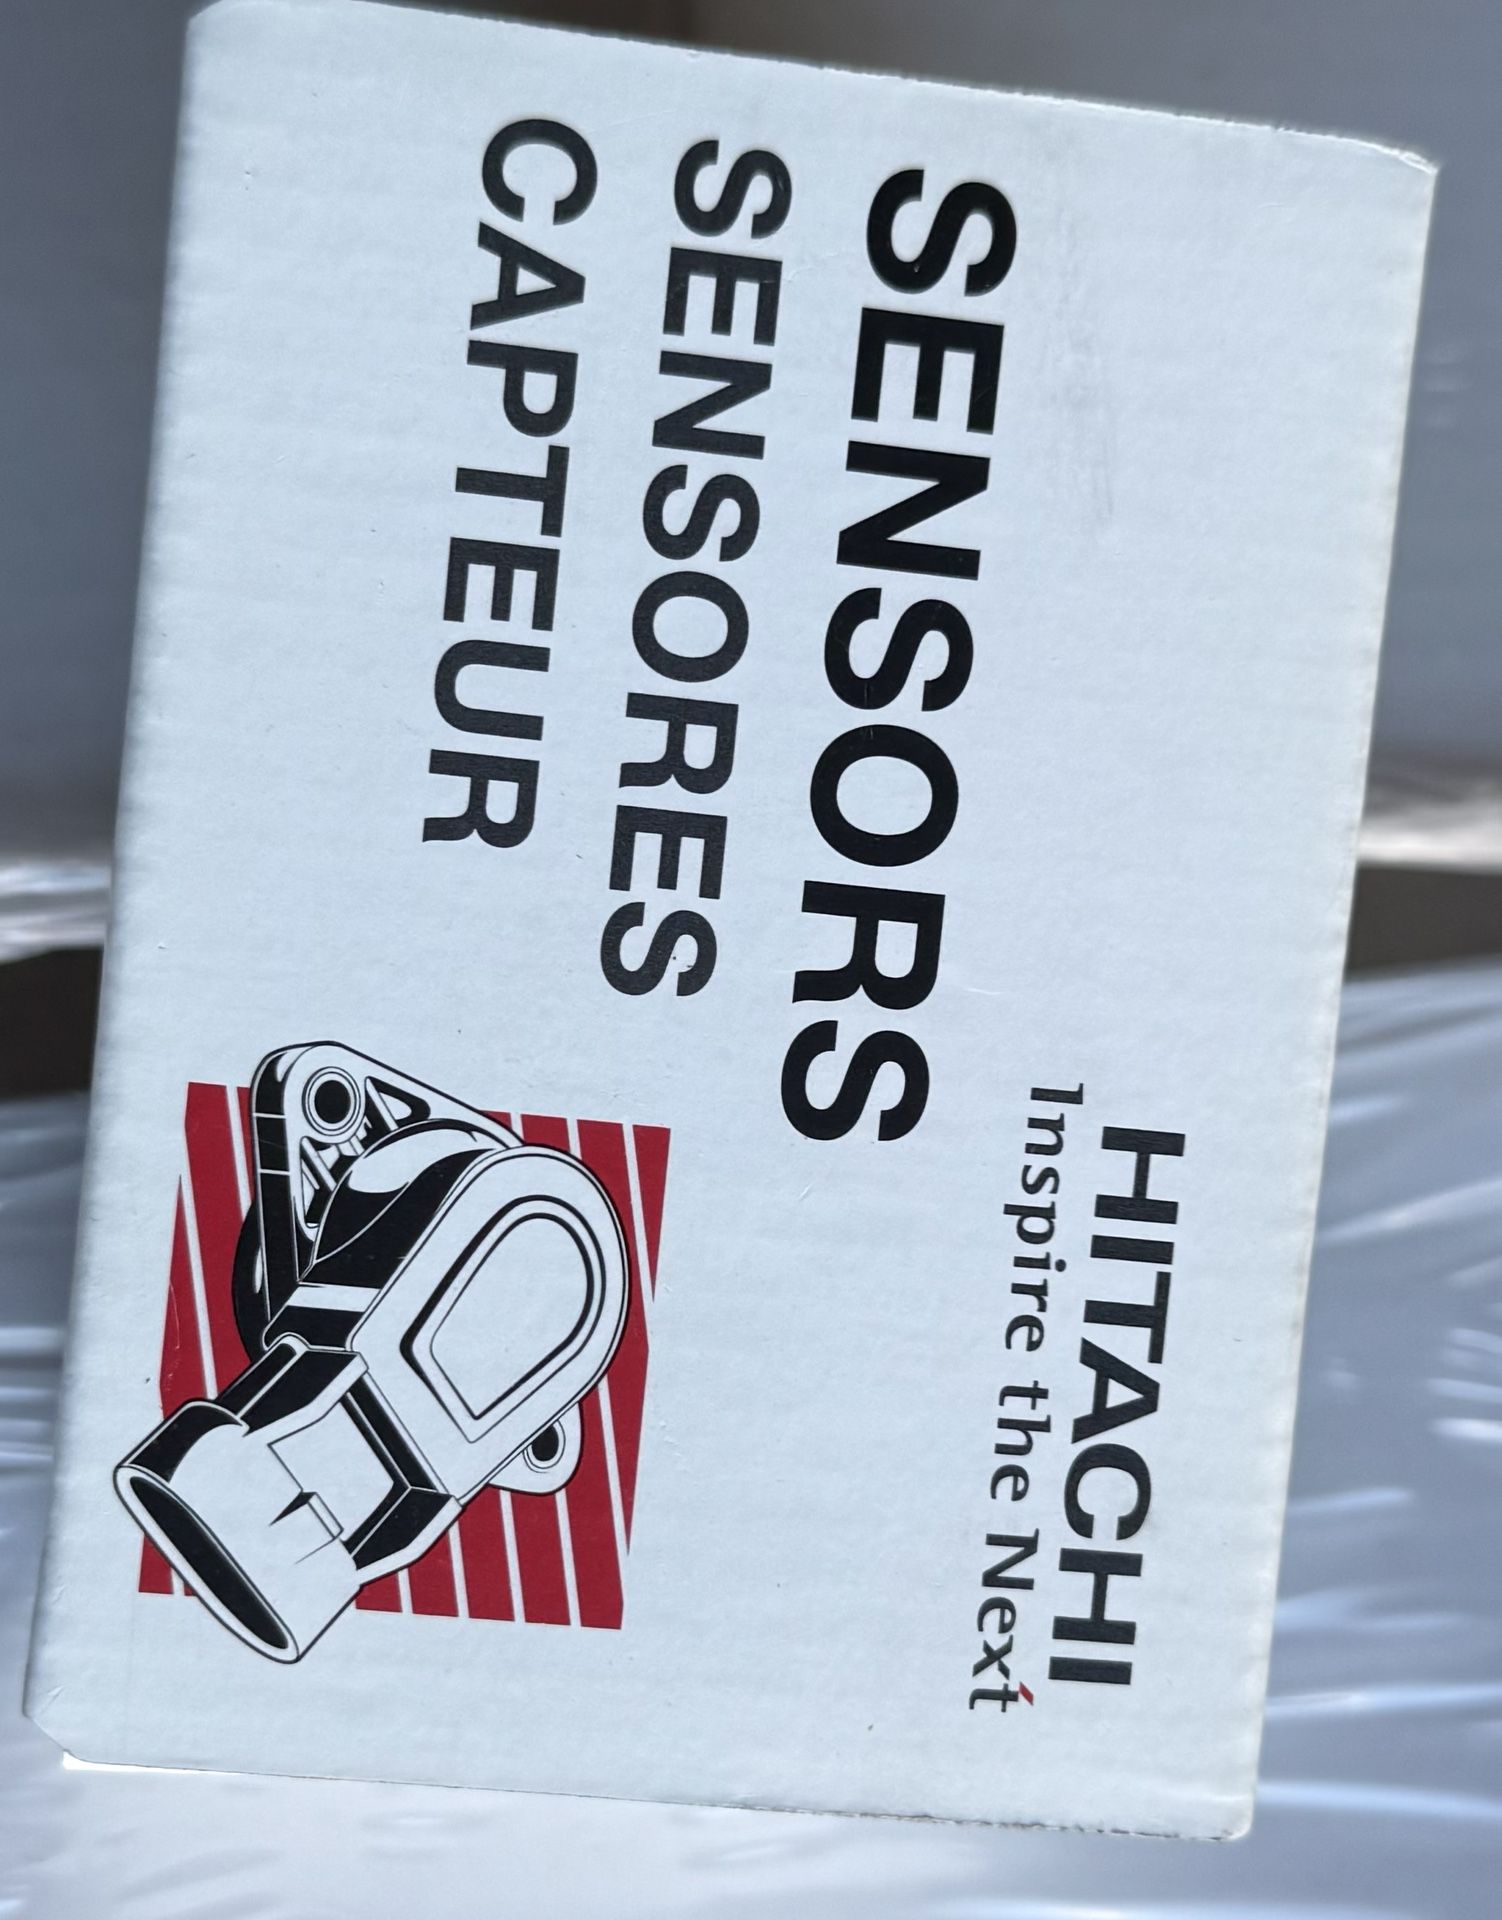 HITACHI
Inspire the Next
SENSORS
SENSORES
CAPTEUR